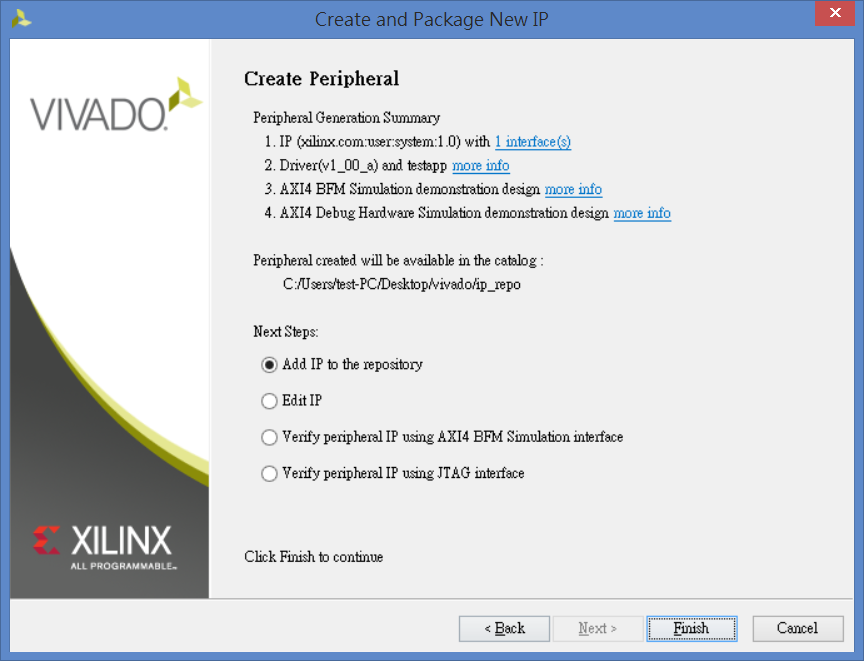 Create and Package New IP
VIVADO.
Create Peripheral
Peripheral Generation Summary
1. IP (xilinx.com:user:system:1.0) with 1 interface(s)
2. Driver(v1_00_a) and testapp more info
3. AXI4 BFM Simulation demonstration design more info
4. AXI4 Debug Hardware Simulation demonstration design more info
Peripheral created will be available in the catalog :
C:/Users/test-PC/Desktop/vivado/ip_repo
Next Steps:
Add IP to the repository
Edit IP
Verify peripheral IP using AXI4 BFM Simulation interface
Verify peripheral IP using JTAG interface
XILINX
ALL PROGRAMMABLE™
Click Finish to continue
< Back
Next >
Finish
Cancel